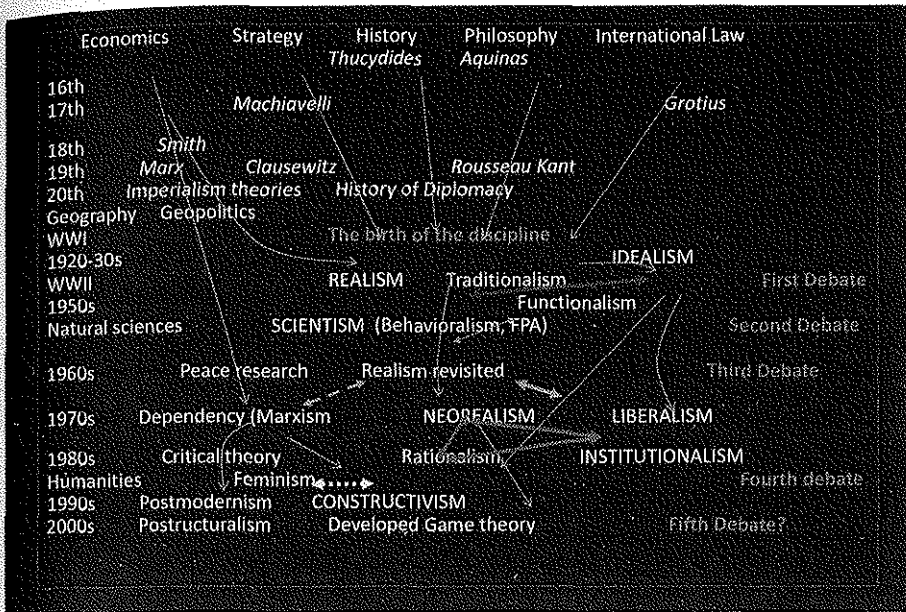 Economics Strategy History Philosophy International Law
Thucydides Aquinas
16th
17th Machiavelli Grotius
18th Smith
19th Marx Clausewitz Rousseau Kant
20th Imperialism theories History of Diplomacy
Geography Geopolitics
WWI The birth of the discipline
1920-30s IDEALISM
WWII REALISM Traditionalism First Debate
1950s Functionalism
Natural sciences SCIENTISM (Behavioralism, FPA) Second Debate
1960s Peace research Realism revisited Third Debate
1970s Dependency (Marxism NEOREALISM LIBERALISM
1980s Critical theory Rationalism INSTITUTIONALISM
Humanities Feminism Fourth debate
1990s Postmodernism CONSTRUCTIVISM
2000s Postructuralism Developed Game theory Fifth Debate?